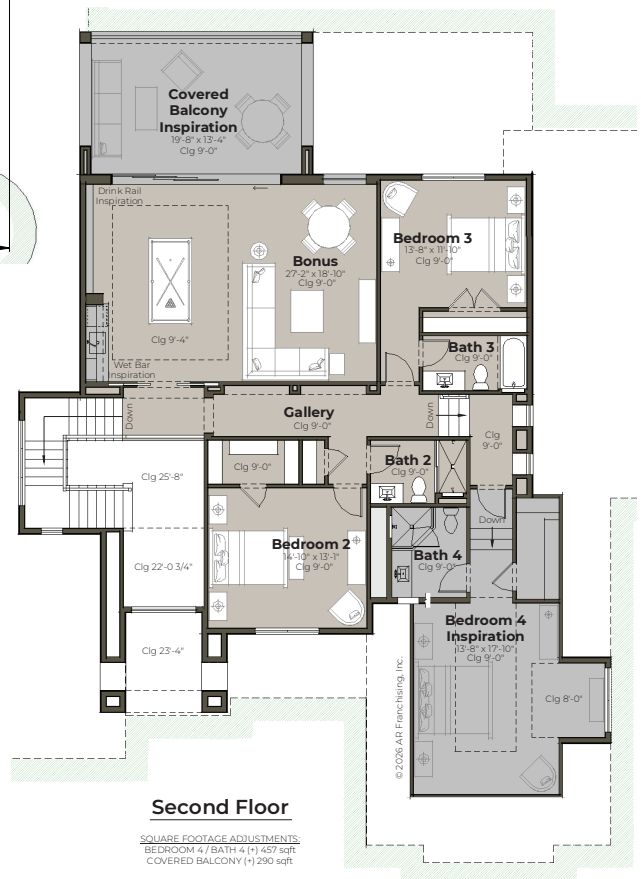 Covered
Balcony
Inspiration
19'-8" x 13'-4"
Clg 9'-0"
Drink Rail
Inspiration
Bonus
27'-2" x 18'-10"
Clg 9'-0"
Clg 9'-4"
Wet Bar
Inspiration
Bedroom 3
13'-8" x 11'-10"
Clg 9'-0"
Bath 3
Clg 9'-0"
Down
Gallery
Clg 9'-0"
Down
Clg
9'-0"
Clg 9'-0"
Bath 2
Clg 9'-0"
Clg 25'-8"
Down
Bedroom 2
14'-10" x 13'-1"
Clg 9'-0"
Bath 4
Clg 9'-0"
Clg 22'-0 3/4"
Clg 23'-4"
Bedroom 4
Inspiration
13'-8" x 17'-10"
Clg 9'-0"
Clg 8'-0"
© 2026 AR Franchising, Inc.
Second Floor
SQUARE FOOTAGE ADJUSTMENTS:
BEDROOM 4 / BATH 4 (+) 457 sqft
COVERED BALCONY (+) 290 sqft